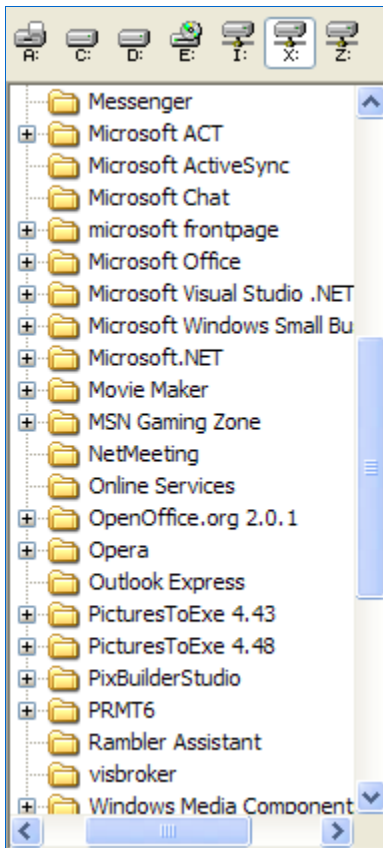 A: C: D: E: I: X: Z:
Messenger
Microsoft ACT
Microsoft ActiveSync
Microsoft Chat
microsoft frontpage
Microsoft Office
Microsoft Visual Studio .NET
Microsoft Windows Small Bu
Microsoft.NET
Movie Maker
MSN Gaming Zone
NetMeeting
Online Services
OpenOffice.org 2.0.1
Opera
Outlook Express
PicturesToExe 4.43
PicturesToExe 4.48
PixBuilderStudio
PRMT6
Rambler Assistant
visbroker
Windows Media Component